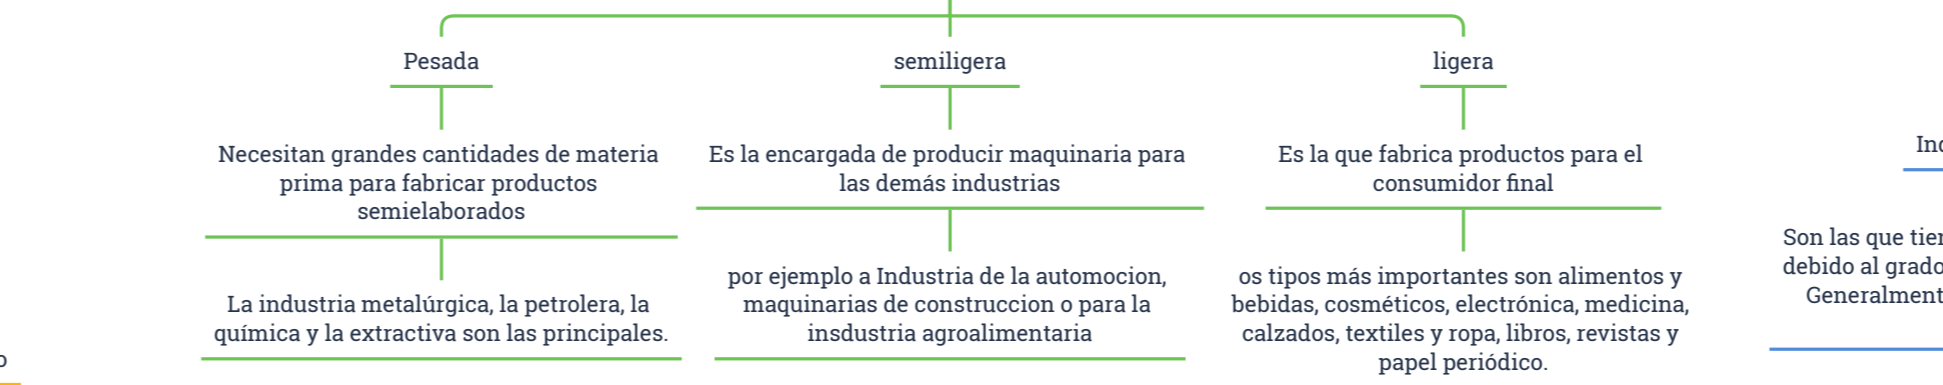 Pesada
semiligera
ligera
Necesitan grandes cantidades de materia
prima para fabricar productos
semielaborados
Es la encargada de producir maquinaria para
las demás industrias
Es la que fabrica productos para el
consumidor final
La industria metalúrgica, la petrolera, la
química y la extractiva son las principales.
por ejemplo a Industria de la automocion,
maquinarias de construccion o para la
insdustria agroalimentaria
os tipos más importantes son alimentos y
bebidas, cosméticos, electrónica, medicina,
calzados, textiles y ropa, libros, revistas y
papel periódico.
Son las que
debido al grado